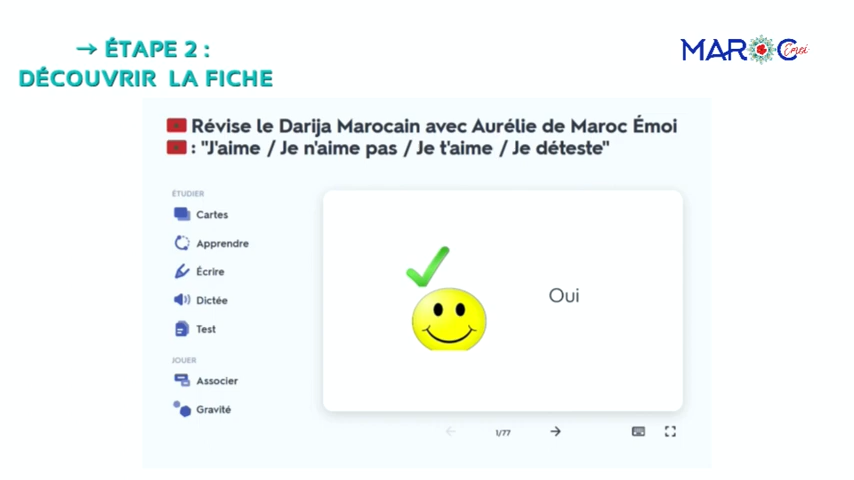 → ÉTAPE 2 :
DÉCOUVRIR LA FICHE
MAROC
Émoi
Révise le Darija Marocain avec Aurélie de Maroc Émoi
: "J'aime / Je n'aime pas / Je t'aime / Je déteste"
ÉTUDIER
Cartes
Apprendre
Écrire
Dictée
Test
JOUER
Associer
Gravité
Oui
← 1/77 →